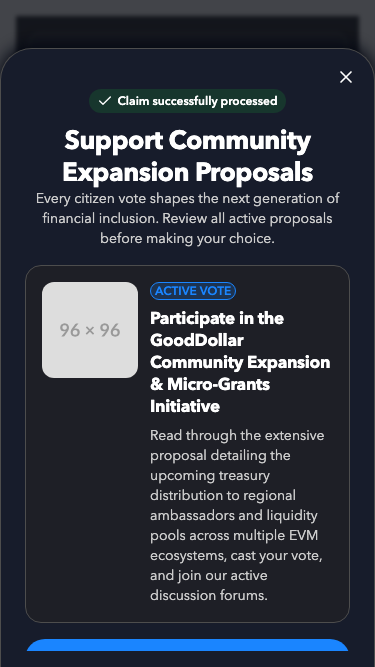 Claim successfully processed
Support Community
Expansion Proposals
Every citizen vote shapes the next generation of
financial inclusion. Review all active proposals
before making your choice.
96 × 96
ACTIVE VOTE
Participate in the
GoodDollar
Community Expansion
& Micro-Grants
Initiative
Read through the extensive
proposal detailing the
upcoming treasury
distribution to regional
ambassadors and liquidity
pools across multiple EVM
ecosystems, cast your vote,
and join our active
discussion forums.